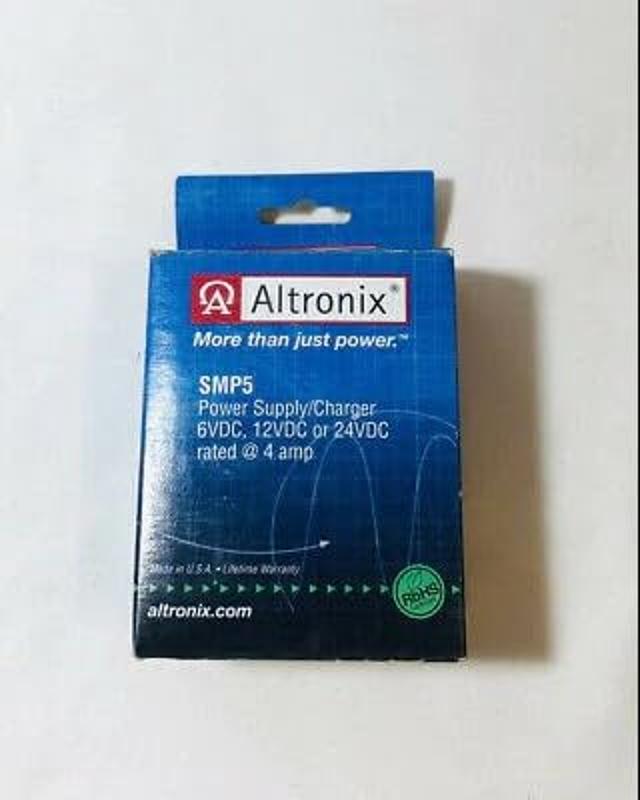 Altronix®
More than just power.™
SMP5
Power Supply/Charger
6VDC, 12VDC or 24VDC
rated @ 4 amp
Made in U.S.A. • Lifetime Warranty
RoHS
altronix.com